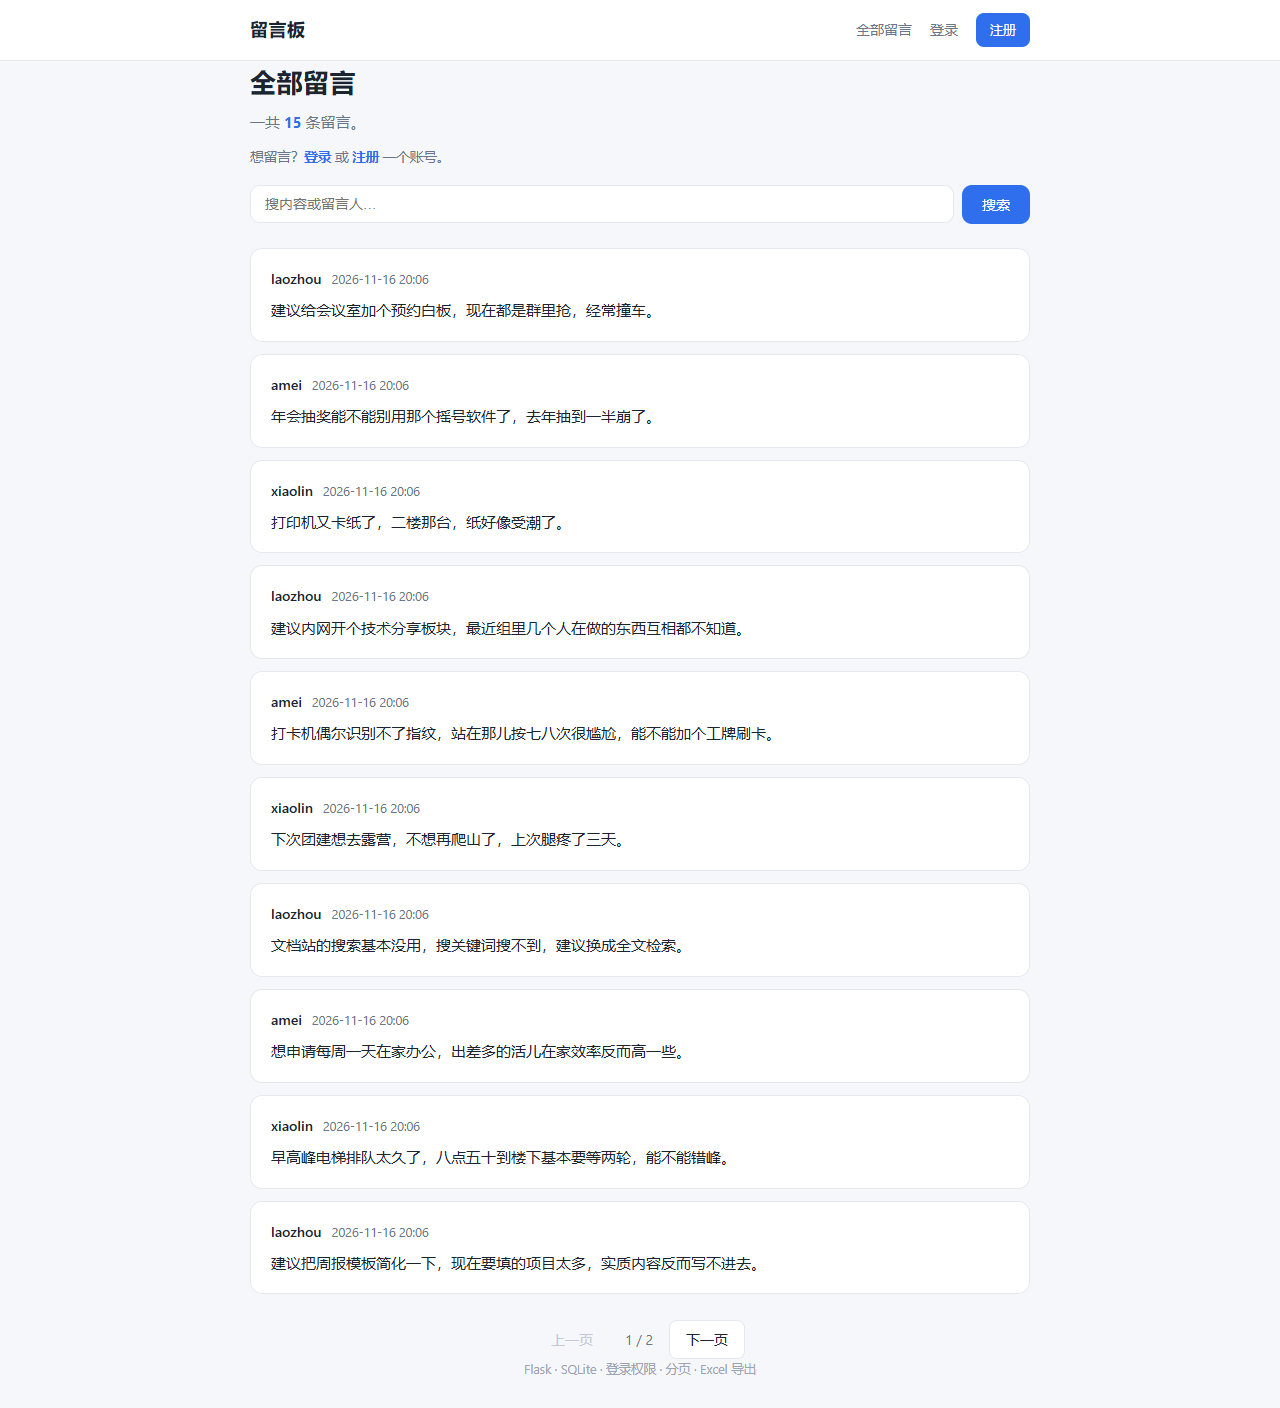 留言板
全部留言 登录 注册
全部留言
一共 15 条留言。
想留言？登录 或 注册 一个账号。
搜内容或留言人…
搜索
laozhou 2026-11-16 20:06
建议给会议室加个预约白板，现在都是群里抢，经常撞车。
amei 2026-11-16 20:06
年会抽奖能不能别用那个摇号软件了，去年抽到一半崩了。
xiaolin 2026-11-16 20:06
打印机又卡纸了，二楼那台，纸好像受潮了。
laozhou 2026-11-16 20:06
建议内网开个技术分享板块，最近组里几个人在做的东西互相都不知道。
amei 2026-11-16 20:06
打卡机偶尔识别不了指纹，站在那儿按七八次很尴尬，能不能加个工牌刷卡。
xiaolin 2026-11-16 20:06
下次团建想去露营，不想再爬山了，上次腿疼了三天。
laozhou 2026-11-16 20:06
文档站的搜索基本没用，搜关键词搜不到，建议换成全文检索。
amei 2026-11-16 20:06
想申请每周一天在家办公，出差多的活儿在家效率反而高一些。
xiaolin 2026-11-16 20:06
早高峰电梯排队太久了，八点五十到楼下基本要等两轮，能不能错峰。
laozhou 2026-11-16 20:06
建议把周报模板简化一下，现在要填的项目太多，实质内容反而写不进去。
上一页 1 / 2 下一页
Flask · SQLite · 登录权限 · 分页 · Excel 导出